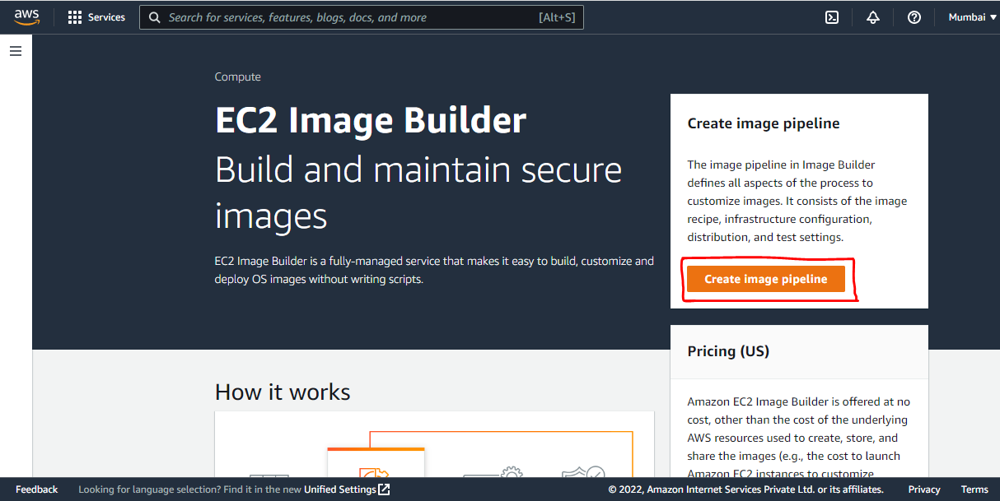 aws
Services
Search for services, features, blogs, docs, and more
[Alt+S]
Mumbai
Compute
EC2 Image Builder
Build and maintain secure
images
EC2 Image Builder is a fully-managed service that makes it easy to build, customize and
deploy OS images without writing scripts.
Create image pipeline
The image pipeline in Image Builder
defines all aspects of the process to
customize images. It consists of the image
recipe, infrastructure configuration,
distribution, and test settings.
Create image pipeline
Pricing (US)
Amazon EC2 Image Builder is offered at no
cost, other than the cost of the underlying
AWS resources used to create, store, and
share the images (e.g., the cost to launch
Amazon EC2 instances to customize
How it works
Feedback
Looking for language selection? Find it in the new Unified Settings
© 2022, Amazon Internet Services Private Ltd. or its affiliates.
Privacy
Terms